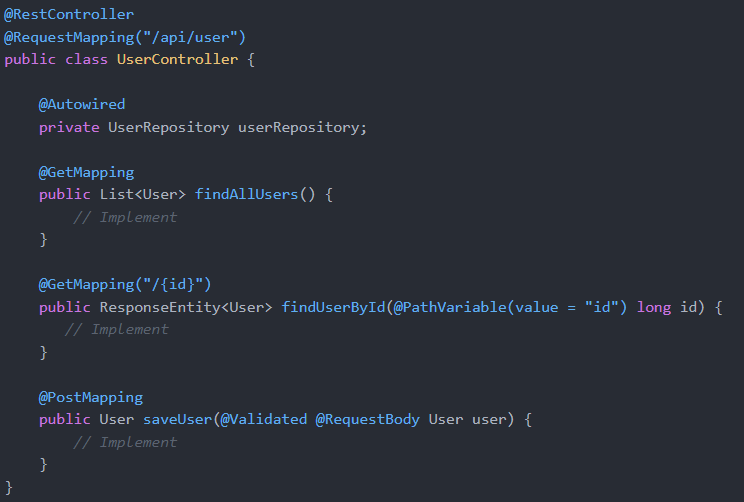 @RestController
@RequestMapping("/api/user")
public class UserController {
@Autowired
private UserRepository userRepository;
@GetMapping
public List<User> findAllUsers() {
// Implement
}
@GetMapping("/{id}")
public ResponseEntity<User> findUserById(@PathVariable(value = "id") long id) {
// Implement
}
@PostMapping
public User saveUser(@Validated @RequestBody User user) {
// Implement
}
}